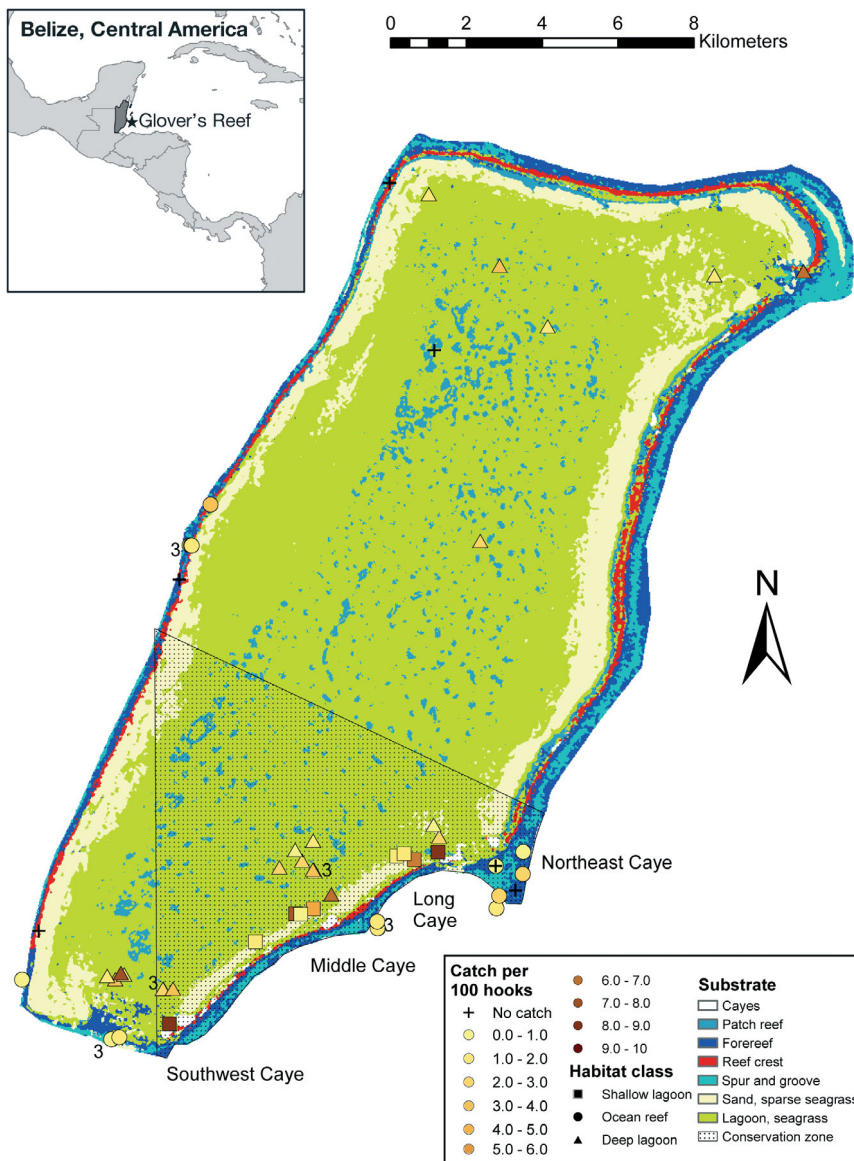 Belize, Central America
Glover's Reef
0 2 4 8
Kilometers
N
3
3
3
3
3
Northeast Caye
Long
Caye
Middle Caye
Southwest Caye
Catch per
100 hooks
No catch
0.0 - 1.0
1.0 - 2.0
2.0 - 3.0
3.0 - 4.0
4.0 - 5.0
5.0 - 6.0
6.0 - 7.0
7.0 - 8.0
8.0 - 9.0
9.0 - 10
Habitat class
Shallow lagoon
Ocean reef
Deep lagoon
Substrate
Cayes
Patch reef
Forereef
Reef crest
Spur and groove
Sand, sparse seagrass
Lagoon, seagrass
Conservation zone